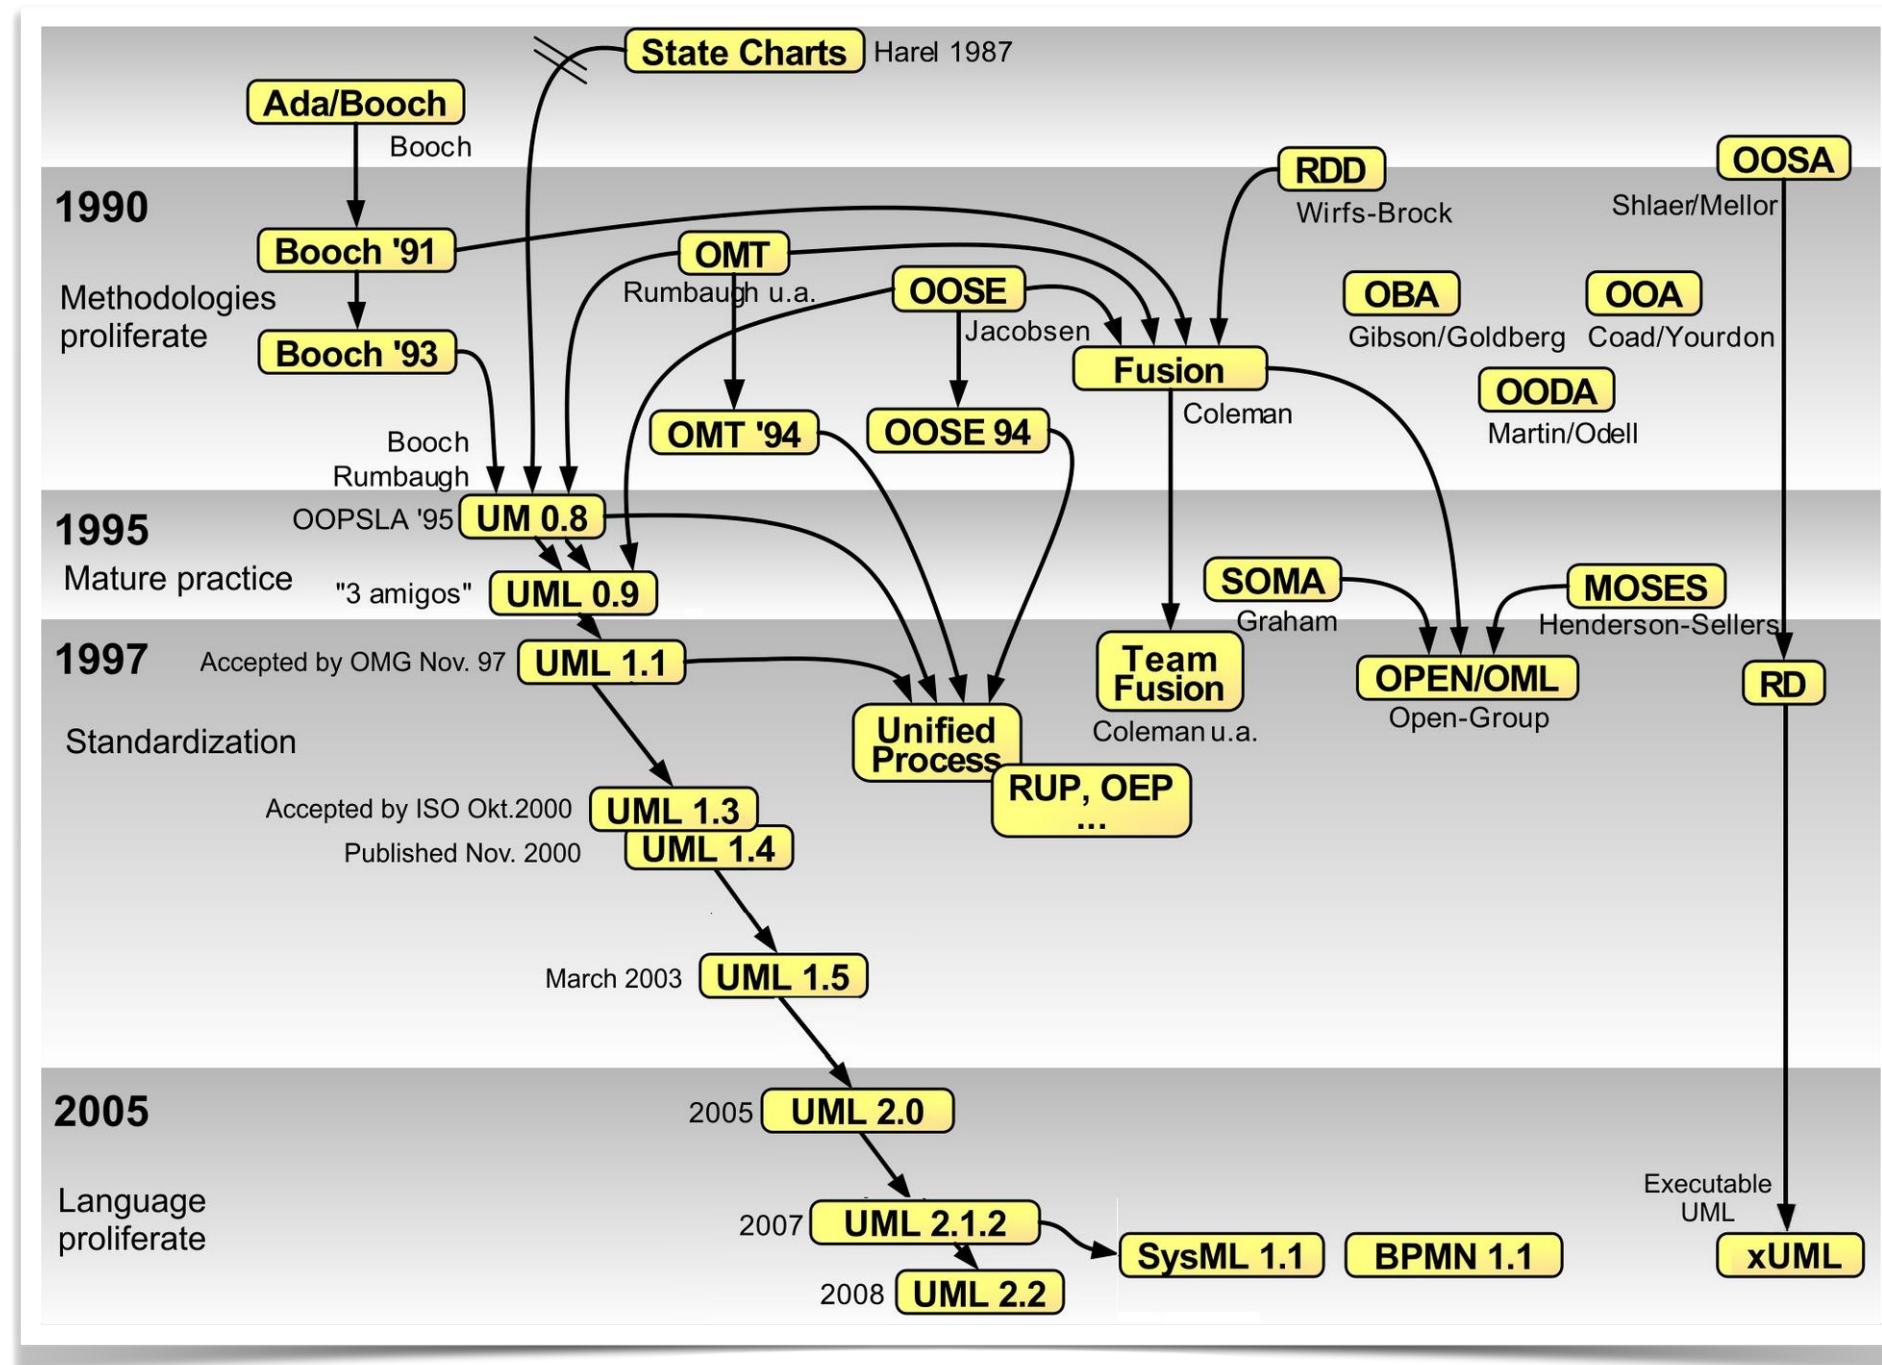 State Charts
Harel 1987
Ada/Booch
Booch
RDD
Wirfs-Brock
OOSA
Shlaer/Mellor
1990
Methodologies
proliferate
Booch '91
OMT
Rumbaugh u.a.
OOSE
Jacobsen
OBA
Gibson/Goldberg
OOA
Coad/Yourdon
Booch '93
Fusion
Coleman
OODA
Martin/Odell
OMT '94
OOSE 94
Booch
Rumbaugh
1995
Mature practice
OOPSLA '95
UM 0.8
"3 amigos"
UML 0.9
SOMA
Graham
MOSES
Henderson-Sellers
1997
Standardization
Accepted by OMG Nov. 97
UML 1.1
Team
Fusion
Coleman u.a.
OPEN/OML
Open-Group
RD
Unified
Process
RUP, OEP
...
Accepted by ISO Okt.2000
UML 1.3
Published Nov. 2000
UML 1.4
March 2003
UML 1.5
2005
Language
proliferate
2005
UML 2.0
2007
UML 2.1.2
SysML 1.1
BPMN 1.1
Executable
UML
xUML
2008
UML 2.2